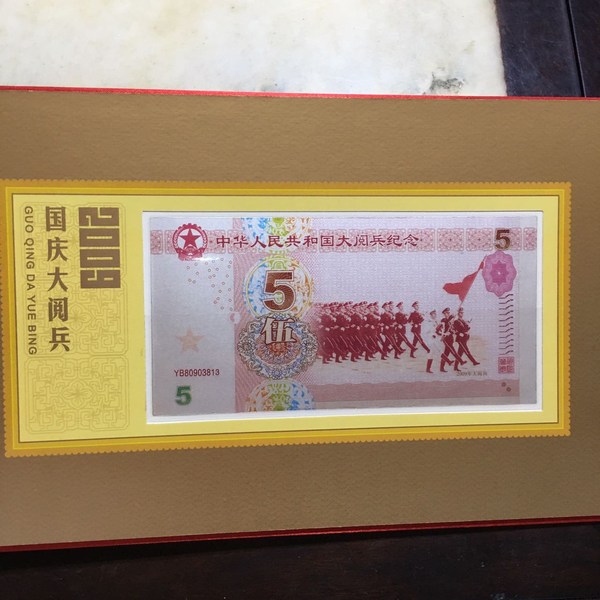 2009
国庆大阅兵
GUO QING DA YUE BING
中华人民共和国大阅兵纪念
5
5
伍
YB80903813
5